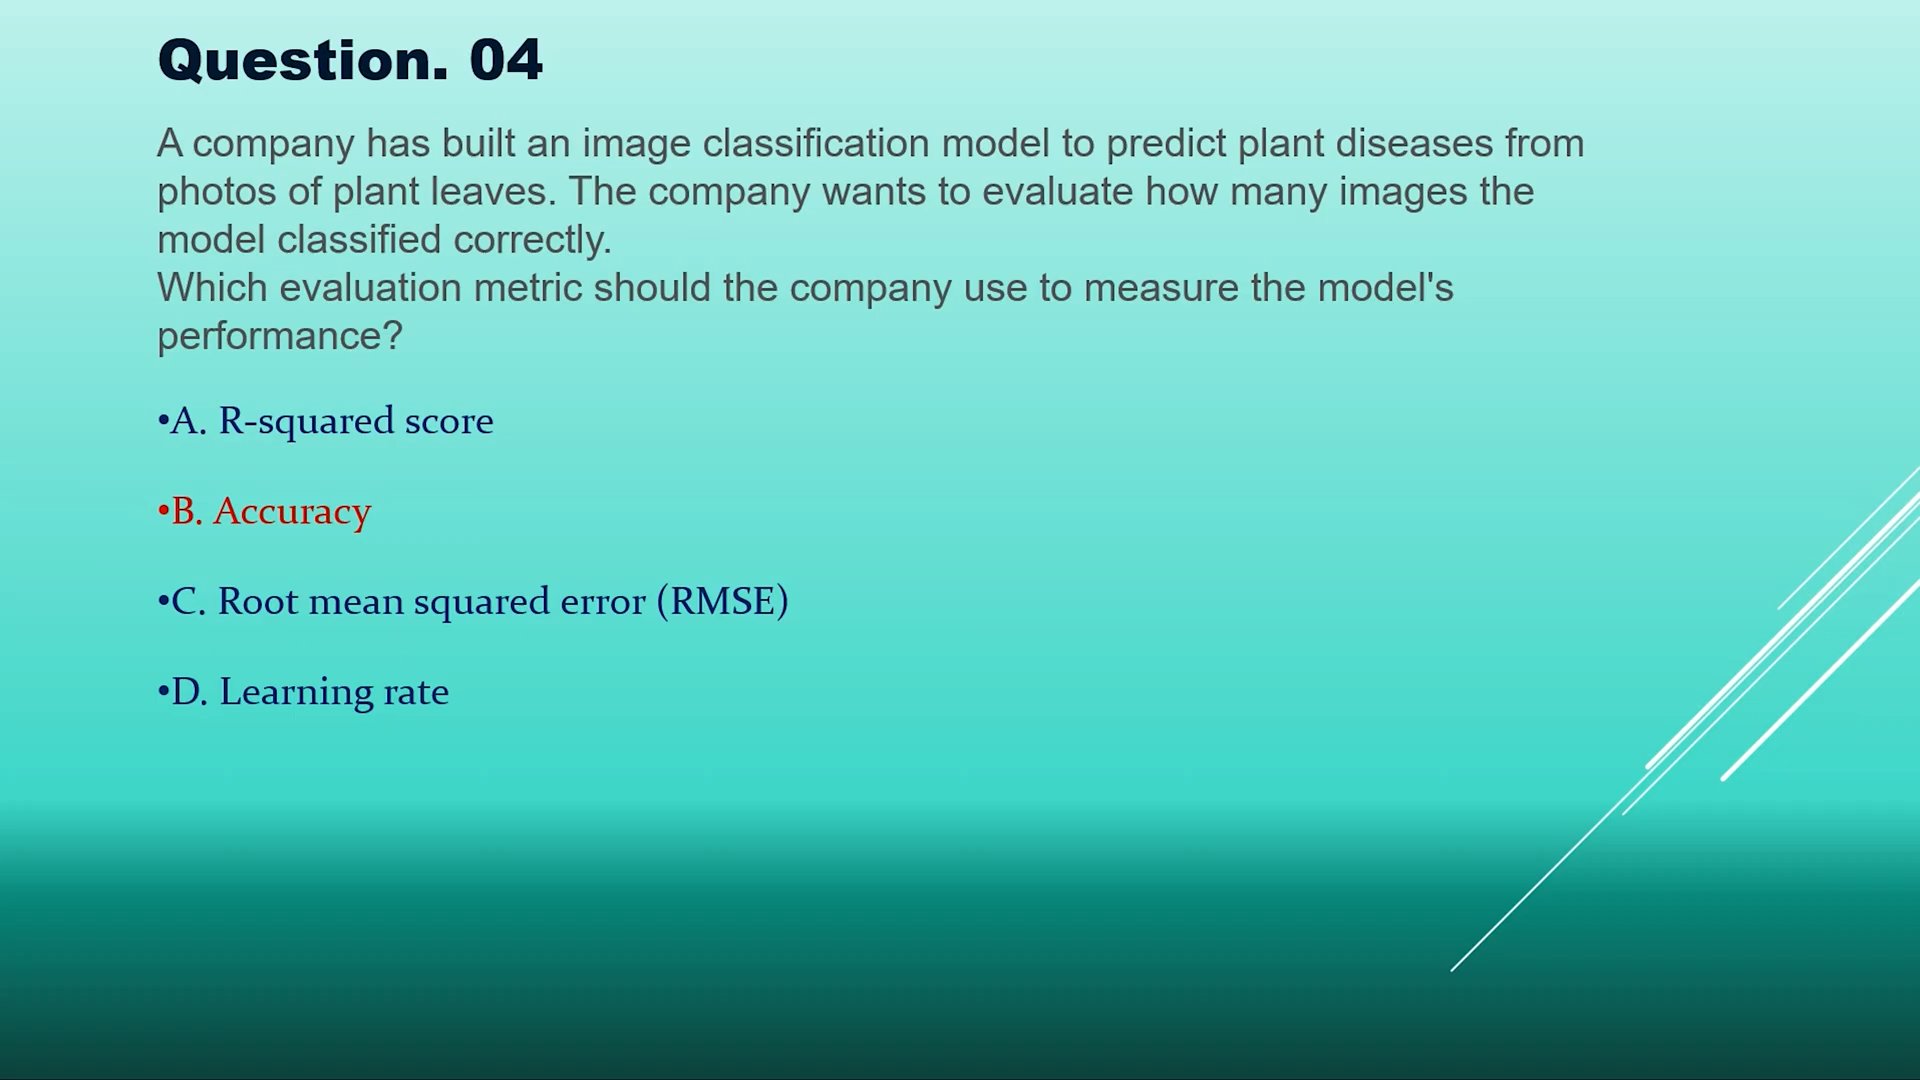 Question. 04
A company has built an image classification model to predict plant diseases from
photos of plant leaves. The company wants to evaluate how many images the
model classified correctly.
Which evaluation metric should the company use to measure the model's
performance?
•A. R-squared score
•B. Accuracy
•C. Root mean squared error (RMSE)
•D. Learning rate